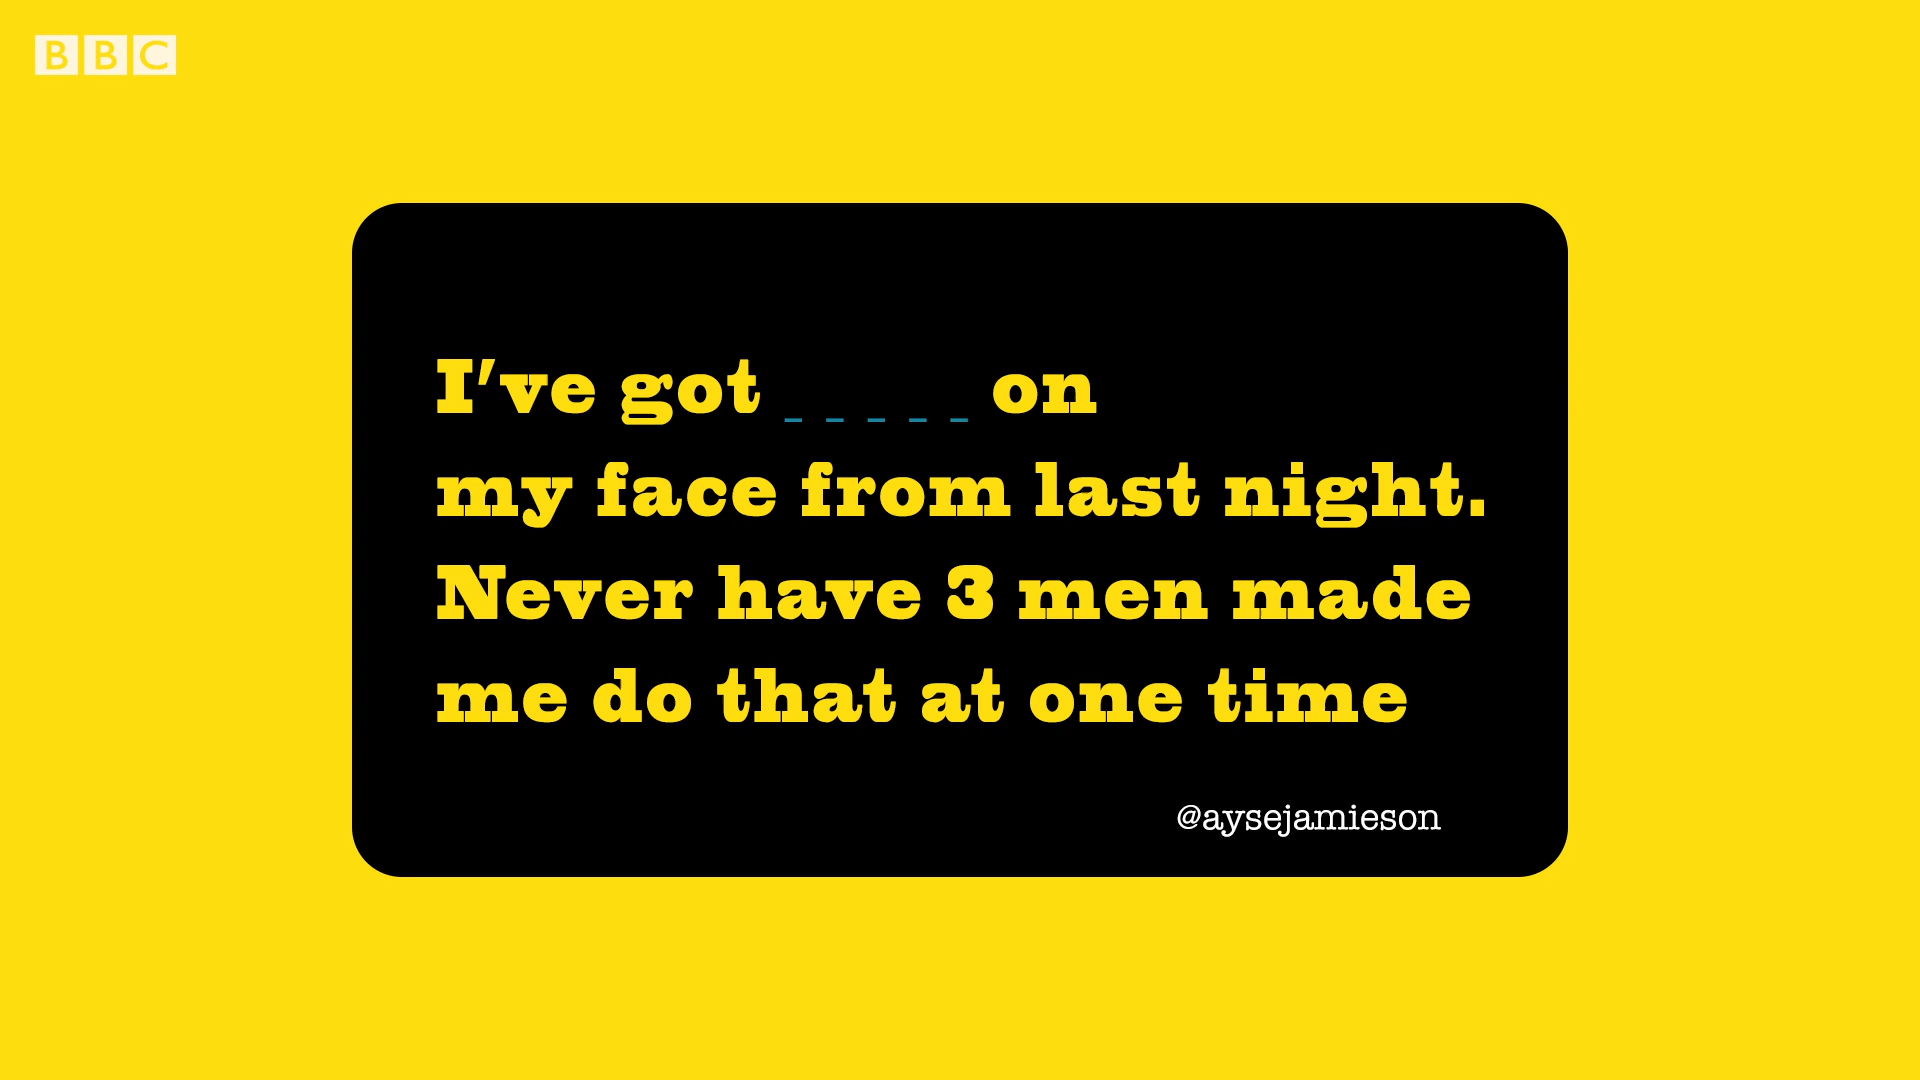 BBC
I've got _ _ _ _ _ on
my face from last night.
Never have 3 men made
me do that at one time
@aysejamieson